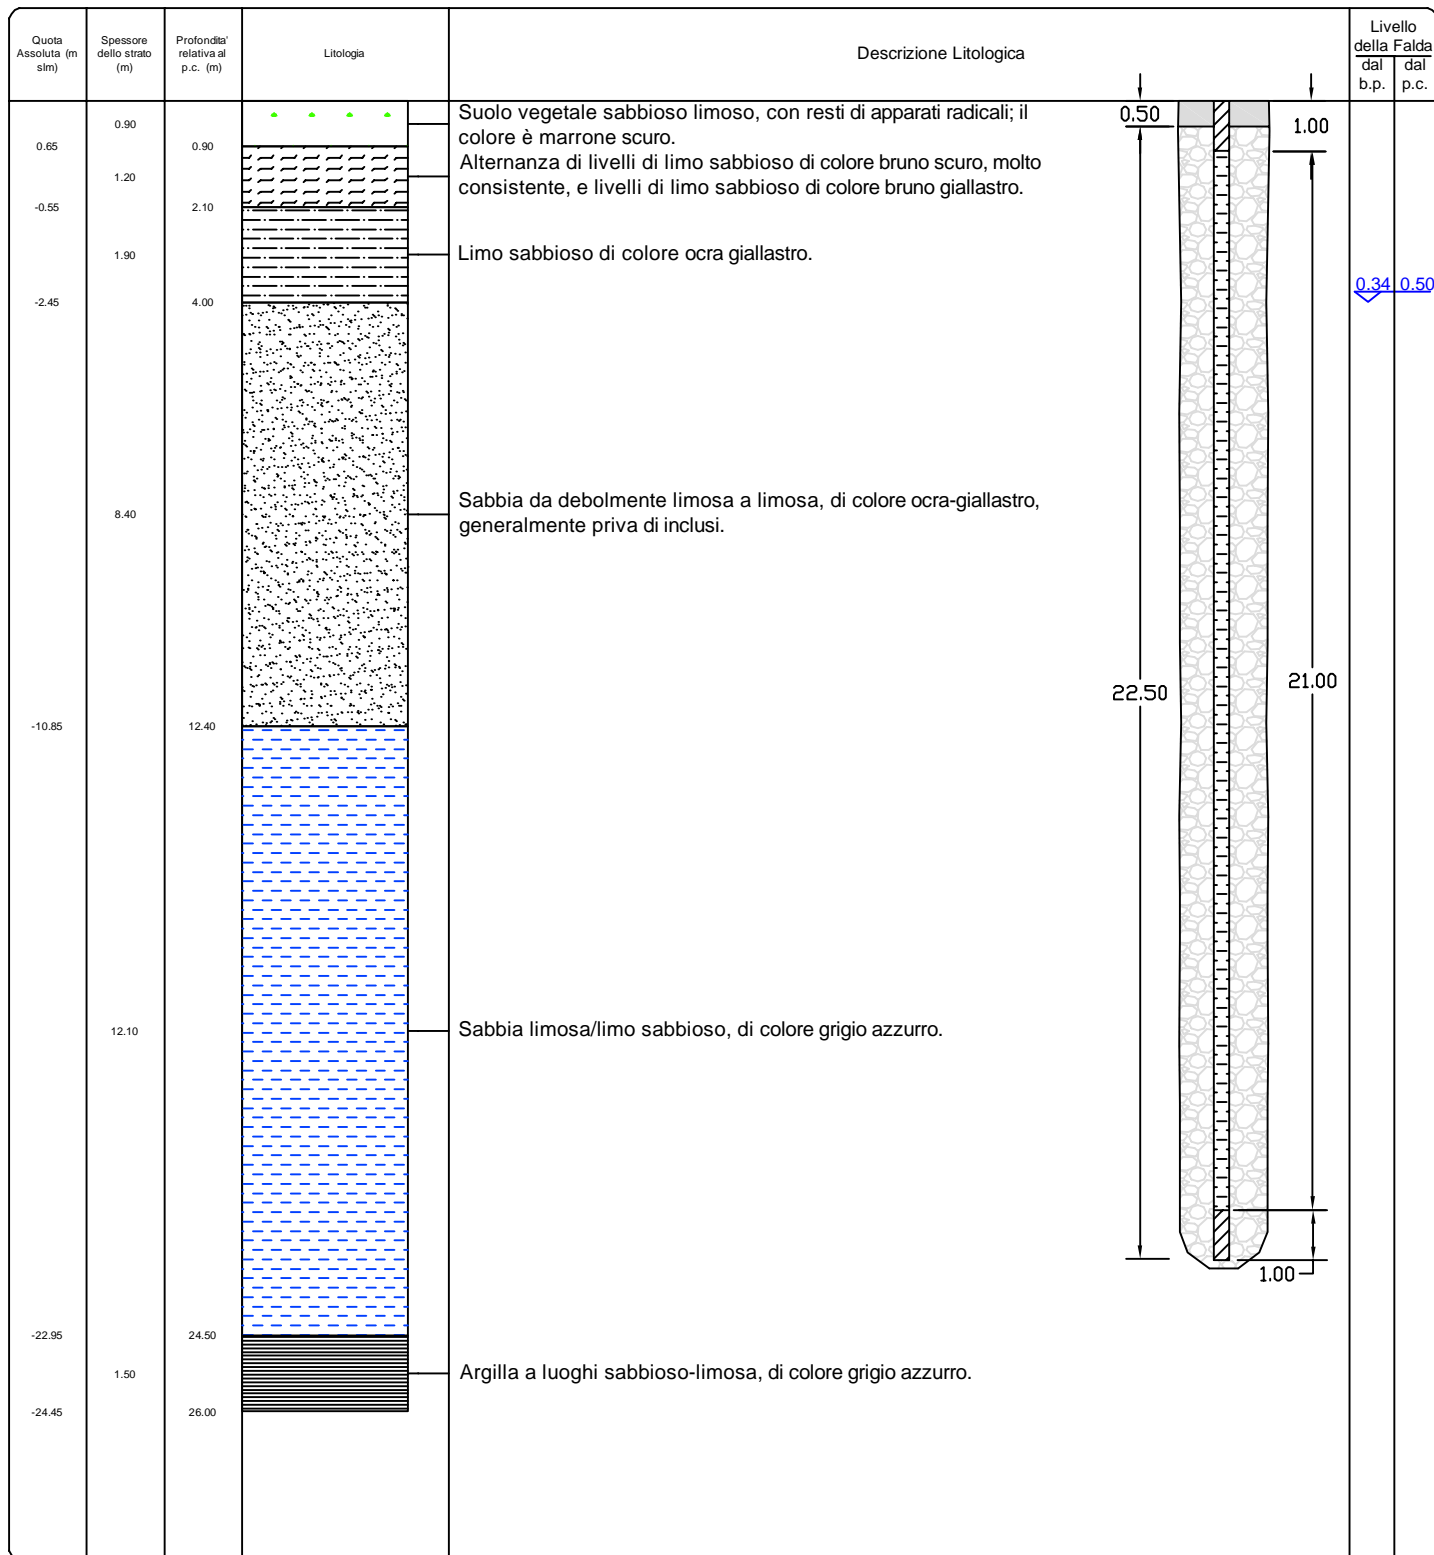 Quota
Assoluta (m
slm)
Spessore
dello strato
(m)
Profondita'
relativa al
p.c. (m)
Litologia
Descrizione Litologica
Livello
della Falda
dal
b.p.
dal
p.c.
0.90
Suolo vegetale sabbioso limoso, con resti di apparati radicali; il
colore è marrone scuro.
0.50
1.00
0.65
0.90
1.20
Alternanza di livelli di limo sabbioso di colore bruno scuro, molto
consistente, e livelli di limo sabbioso di colore bruno giallastro.
-0.55
2.10
1.90
Limo sabbioso di colore ocra giallastro.
0.34
0.50
-2.45
4.00
8.40
Sabbia da debolmente limosa a limosa, di colore ocra-giallastro,
generalmente priva di inclusi.
22.50
21.00
-10.85
12.40
12.10
Sabbia limosa/limo sabbioso, di colore grigio azzurro.
1.00
-22.95
24.50
1.50
Argilla a luoghi sabbioso-limosa, di colore grigio azzurro.
-24.45
26.00